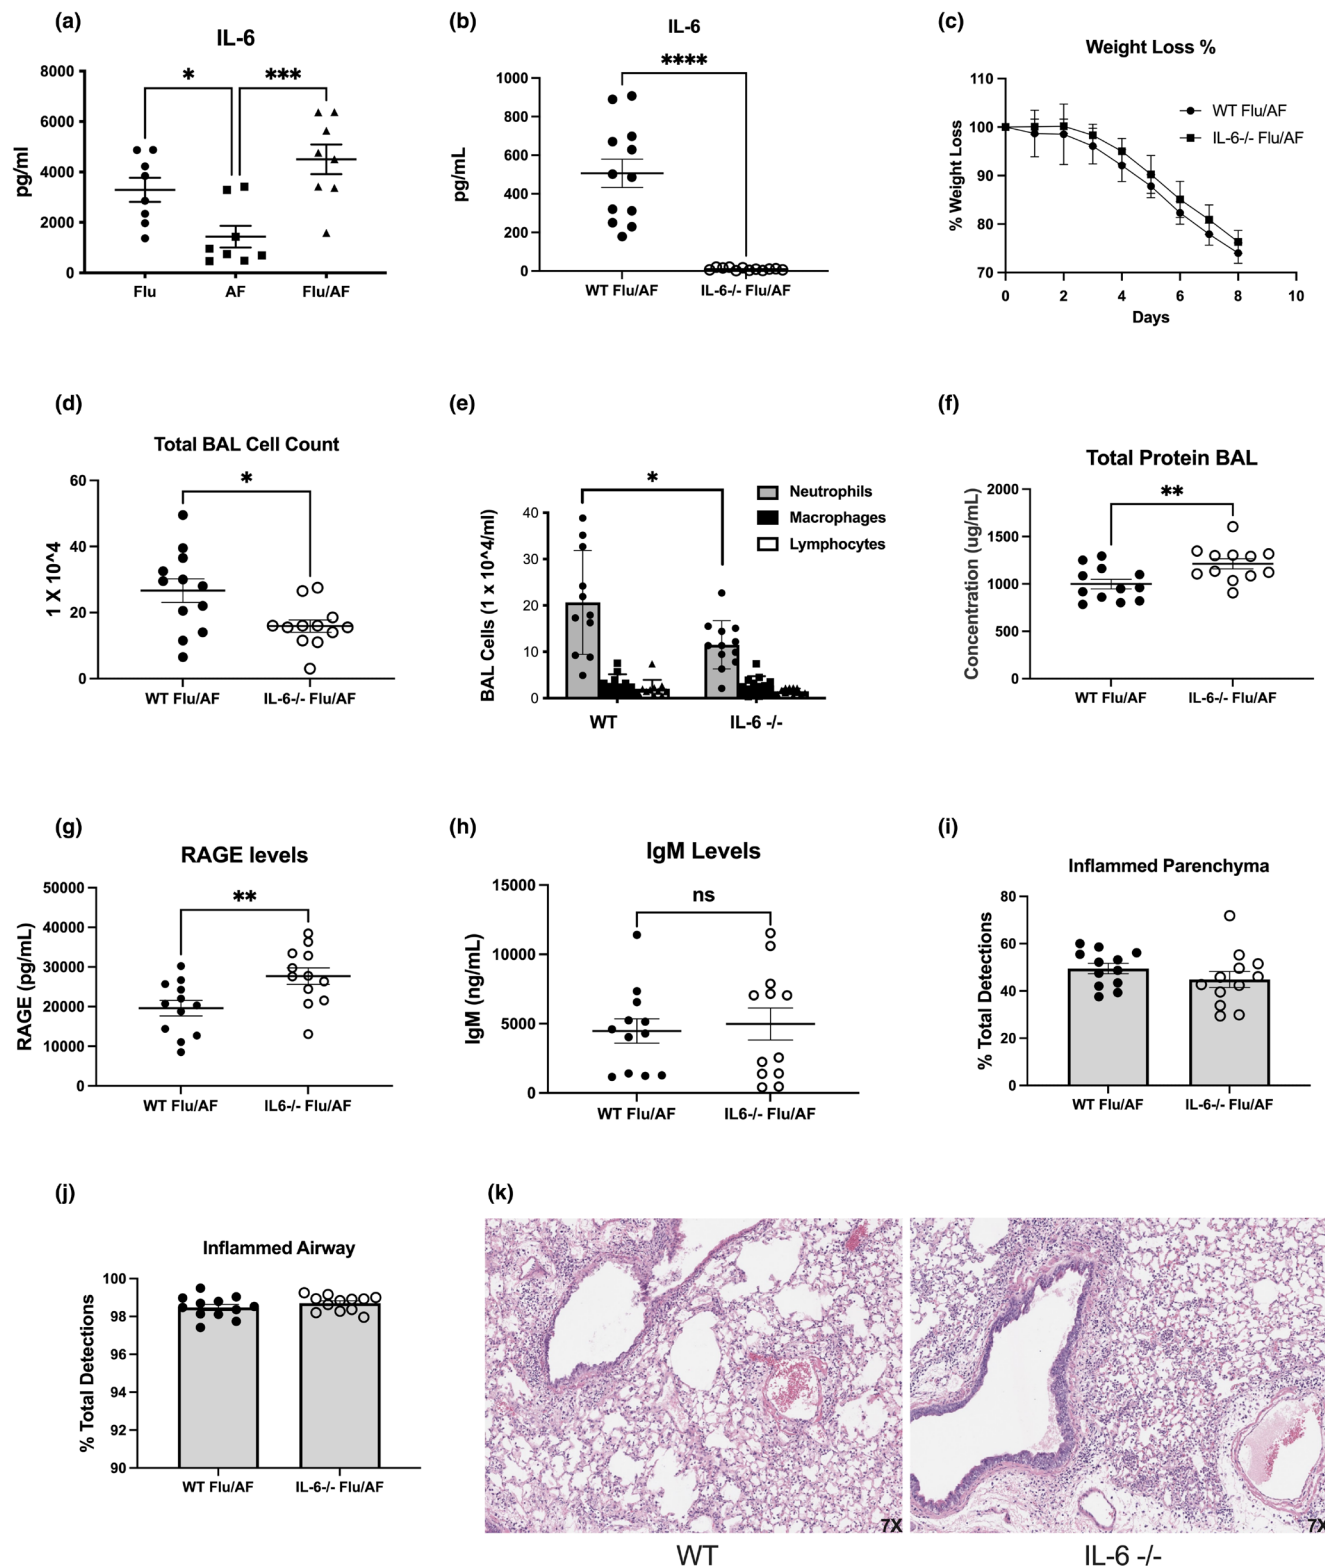 (a)
IL-6
8000
6000
4000
2000
0
pg/ml
* ***
Flu AF Flu/AF
(b)
IL-6
1000
800
600
400
200
0
pg/mL
****
WT Flu/AF IL-6-/- Flu/AF
(c)
Weight Loss %
110
100
90
80
70
% Weight Loss
WT Flu/AF
IL-6-/- Flu/AF
0 2 4 6 8 10
Days
(d)
Total BAL Cell Count
60
40
20
0
1 X 10^4
*
WT Flu/AF IL-6-/- Flu/AF
(e)
*
Neutrophils
Macrophages
Lymphocytes
40
30
20
10
0
BAL Cells (1 x 10^4/ml)
WT IL-6 -/-
(f)
Total Protein BAL
2000
1500
1000
500
0
Concentration (ug/mL)
**
WT Flu/AF IL-6-/- Flu/AF
(g)
RAGE levels
50000
40000
30000
20000
10000
0
RAGE (pg/mL)
**
WT Flu/AF IL6-/- Flu/AF
(h)
IgM Levels
15000
10000
5000
0
IgM (ng/mL)
ns
WT Flu/AF IL6-/- Flu/AF
(i)
Inflammed Parenchyma
80
60
40
20
0
% Total Detections
WT Flu/AF IL-6-/- Flu/AF
(j)
Inflammed Airway
100
98
96
94
92
90
% Total Detections
WT Flu/AF IL-6-/- Flu/AF
(k)
7X 7X
WT IL-6 -/-